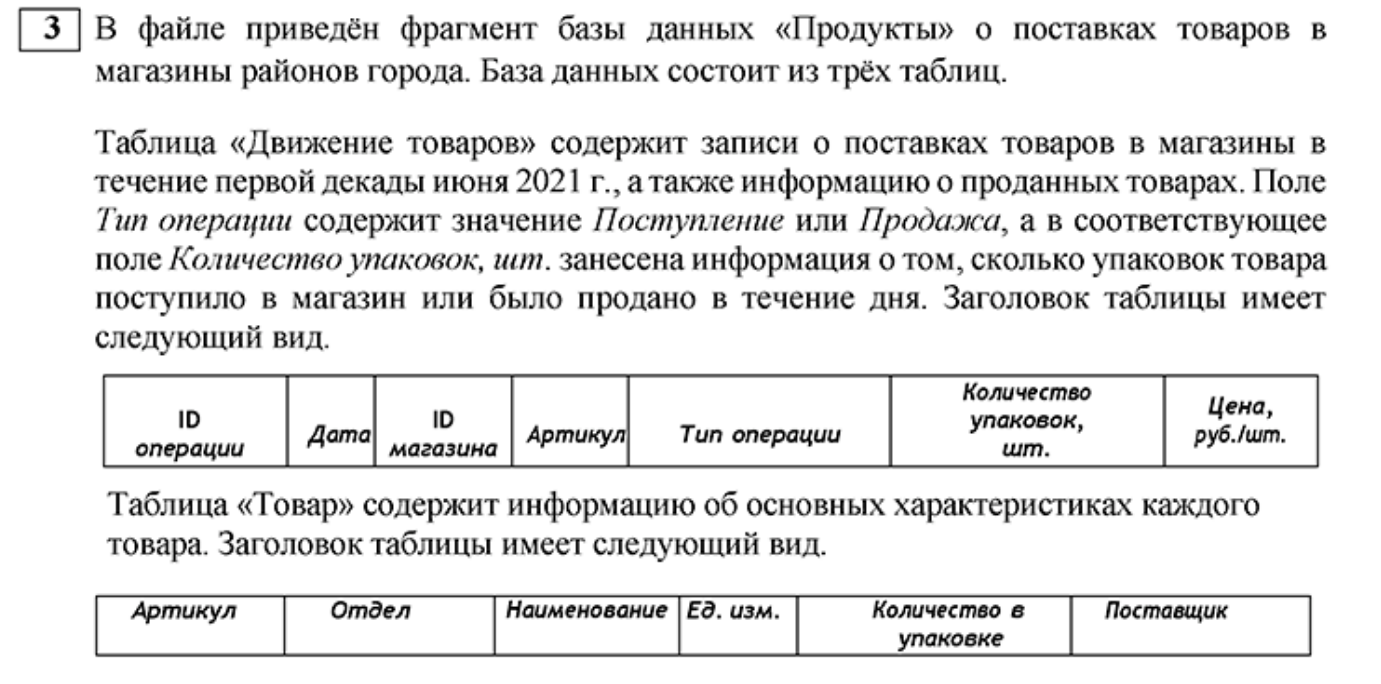 3 В файле приведён фрагмент базы данных «Продукты» о поставках товаров в
магазины районов города. База данных состоит из трёх таблиц.
Таблица «Движение товаров» содержит записи о поставках товаров в магазины в
течение первой декады июня 2021 г., а также информацию о проданных товарах. Поле
Тип операции содержит значение Поступление или Продажа, а в соответствующее
поле Количество упаковок, шт. занесена информация о том, сколько упаковок товара
поступило в магазин или было продано в течение дня. Заголовок таблицы имеет
следующий вид.
ID операции Дата ID магазина Артикул Тип операции Количество упаковок, шт. Цена, руб./шт.
Таблица «Товар» содержит информацию об основных характеристиках каждого
товара. Заголовок таблицы имеет следующий вид.
Артикул Отдел Наименование Ед. изм. Количество в упаковке Поставщик